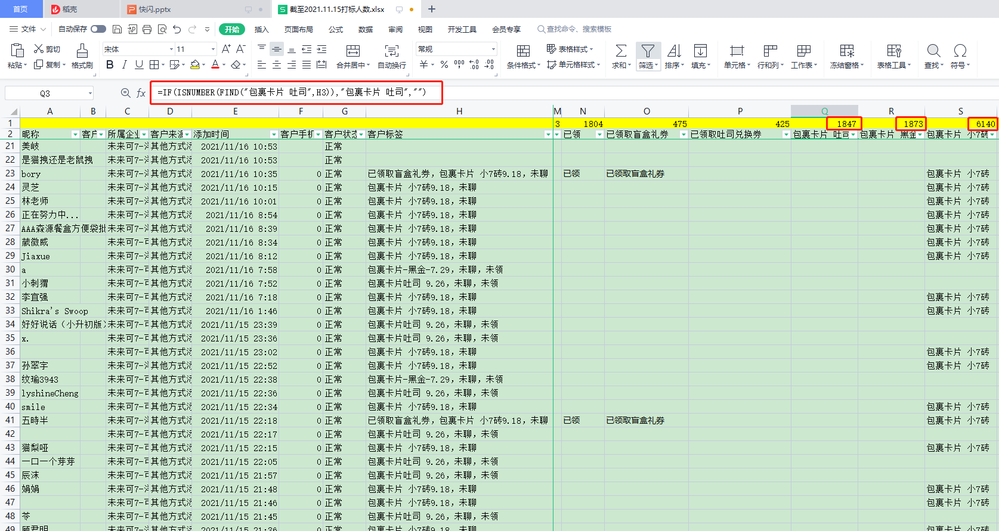 首页 稻壳 快闪.pptx 截至2021.11.15打标人数.xlsx
文件 自动保存 开始 插入 页面布局 公式 数据 审阅 视图 开发工具 会员专享 查找命令、搜索模板
粘贴 剪切 复制 格式刷 宋体 11 合并居中 自动换行 常规 条件格式 表格样式 单元格样式 求和 筛选 排序 填充 单元格 行和列 工作表 冻结窗格 表格工具 查找 符号
Q3 fx =IF(ISNUMBER(FIND("包裹卡片 吐司",H3)),"包裹卡片 吐司","")
A B C D E F G H M N O P Q R S
1 3 1804 475 425 1847 1873 6140
2 昵称 客户 所属企业 客户来源 添加时间 客户手机 客户状态 客户标签 已领 已领取盲盒礼券 已领取吐司兑换券 包裹卡片 吐司 包裹卡片 黑金 包裹卡片 小7砖
21 美岐 未来可7- 其他方式 2021/11/16 10:53 正常
22 是猫拽还是老鼠拽 未来可7- 其他方式 2021/11/16 10:53 正常
23 bory 未来可7- 其他方式 2021/11/16 10:35 0 正常 已领取盲盒礼券，包裹卡片 小7砖9.18，未聊 已领 已领取盲盒礼券 包裹卡片 小7砖
24 灵芝 未来可7- 其他方式 2021/11/16 10:15 0 正常 包裹卡片 小7砖9.18，未聊 包裹卡片 小7砖
25 林老师 未来可7- 其他方式 2021/11/16 10:01 0 正常 包裹卡片 小7砖9.18，未聊 包裹卡片 小7砖
26 正在努力中... 未来可7- 其他方式 2021/11/16 8:54 0 正常 包裹卡片 小7砖9.18，未聊 包裹卡片 小7砖
27 AAA森源餐盒方便袋批 未来可7- 其他方式 2021/11/16 8:39 0 正常 包裹卡片 小7砖9.18，未聊 包裹卡片 小7砖
28 葳微威 未来可7- 其他方式 2021/11/16 8:34 0 正常 包裹卡片 小7砖9.18，未聊 包裹卡片 小7砖
29 Jiaxue 未来可7- 其他方式 2021/11/16 8:12 0 正常 包裹卡片 小7砖9.18，未聊 包裹卡片 小7砖
30 a 未来可7- 其他方式 2021/11/16 7:58 0 正常 包裹卡片-黑金-7.29，未聊，未领
31 小刺猬 未来可7- 其他方式 2021/11/16 7:52 0 正常 包裹卡片吐司 9.26，未聊，未领
32 李宜强 未来可7- 其他方式 2021/11/16 7:18 0 正常 包裹卡片 小7砖9.18，未聊 包裹卡片 小7砖
33 Shikra's Swoop 未来可7- 其他方式 2021/11/16 1:46 0 正常 包裹卡片 小7砖9.18，未聊 包裹卡片 小7砖
34 好好说话（小升初版） 未来可7- 其他方式 2021/11/15 23:39 0 正常 包裹卡片吐司 9.26，未聊，未领
35 x. 未来可7- 其他方式 2021/11/15 23:36 0 正常 包裹卡片吐司 9.26，未聊，未领
36 未来可7- 其他方式 2021/11/15 23:02 0 正常 包裹卡片 小7砖9.18，未聊 包裹卡片 小7砖
37 孙翠宇 未来可7- 其他方式 2021/11/15 22:52 0 正常 包裹卡片 小7砖9.18，未聊 包裹卡片 小7砖
38 纹瑜3943 未来可7- 其他方式 2021/11/15 22:38 0 正常 包裹卡片-黑金-7.29，未聊，未领
39 lyshineCheng 未来可7- 其他方式 2021/11/15 22:36 0 正常 包裹卡片吐司 9.26，未聊，未领
40 smile 未来可7- 其他方式 2021/11/15 22:34 0 正常 包裹卡片 小7砖9.18，未聊 包裹卡片 小7砖
41 五時半 未来可7- 其他方式 2021/11/15 22:18 0 正常 已领取盲盒礼券，包裹卡片 小7砖9.18，未聊 已领 已领取盲盒礼券 包裹卡片 小7砖
42 未来可7- 其他方式 2021/11/15 22:17 0 正常 包裹卡片吐司 9.26，未聊，未领
43 猫梨哑 未来可7- 其他方式 2021/11/15 22:15 0 正常 包裹卡片 小7砖9.18，未聊 包裹卡片 小7砖
44 一口一个芽芽 未来可7- 其他方式 2021/11/15 22:05 0 正常 包裹卡片吐司 9.26，未聊，未领
45 辰沫 未来可7- 其他方式 2021/11/15 21:57 0 正常 包裹卡片吐司 9.26，未聊，未领
46 娟娟 未来可7- 其他方式 2021/11/15 21:48 0 正常 包裹卡片 小7砖9.18，未聊 包裹卡片 小7砖
47 未来可7- 其他方式 2021/11/15 21:46 0 正常 包裹卡片 小7砖9.18，未聊 包裹卡片 小7砖
48 苓 未来可7- 其他方式 2021/11/15 21:45 0 正常 包裹卡片吐司 9.26，未聊，未领
49 顾君明 未来可7- 其他方式 2021/11/15 21:36 0 正常 包裹卡片 小7砖9.18，未聊 包裹卡片 小7砖